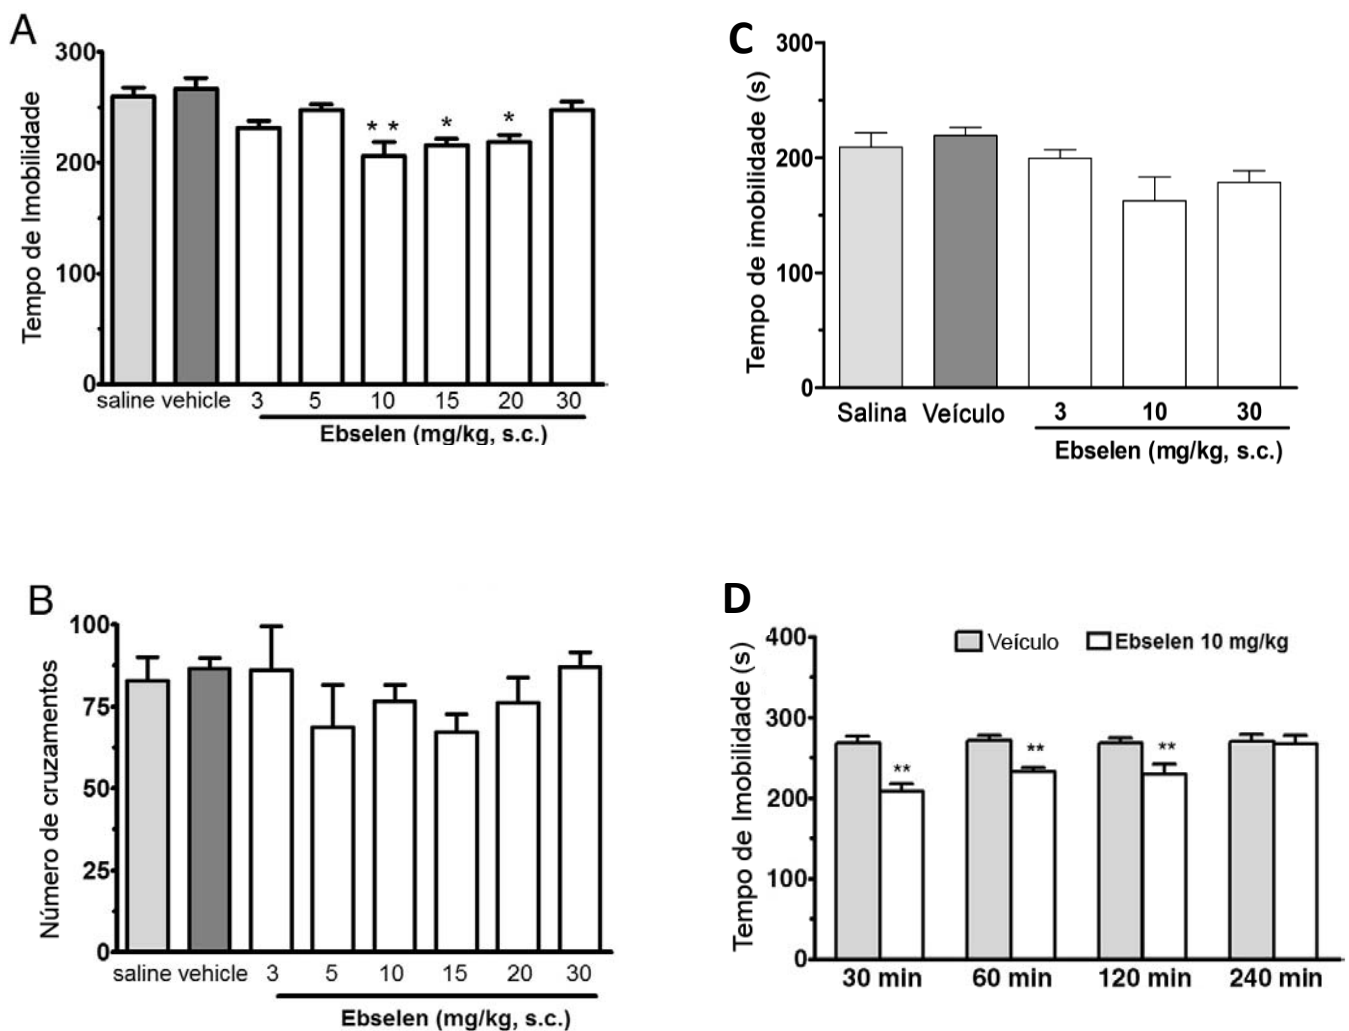 A
300
200
100
0
Tempo de Imobilidade
* *
*
*
saline vehicle 3 5 10 15 20 30
Ebselen (mg/kg, s.c.)
C
300
200
100
0
Tempo de imobilidade (s)
Salina Veículo 3 10 30
Ebselen (mg/kg, s.c.)
B
100
75
50
25
0
Número de cruzamentos
saline vehicle 3 5 10 15 20 30
Ebselen (mg/kg, s.c.)
D
400
300
200
100
0
Tempo de Imobilidade (s)
Veículo Ebselen 10 mg/kg
**
**
**
30 min 60 min 120 min 240 min